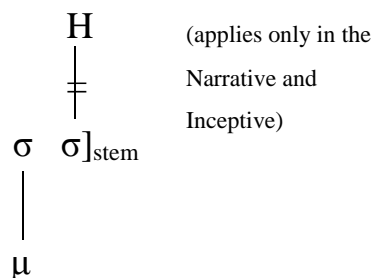 H (applies only in the
Narrative and
Inceptive)
σ σ]stem
μ